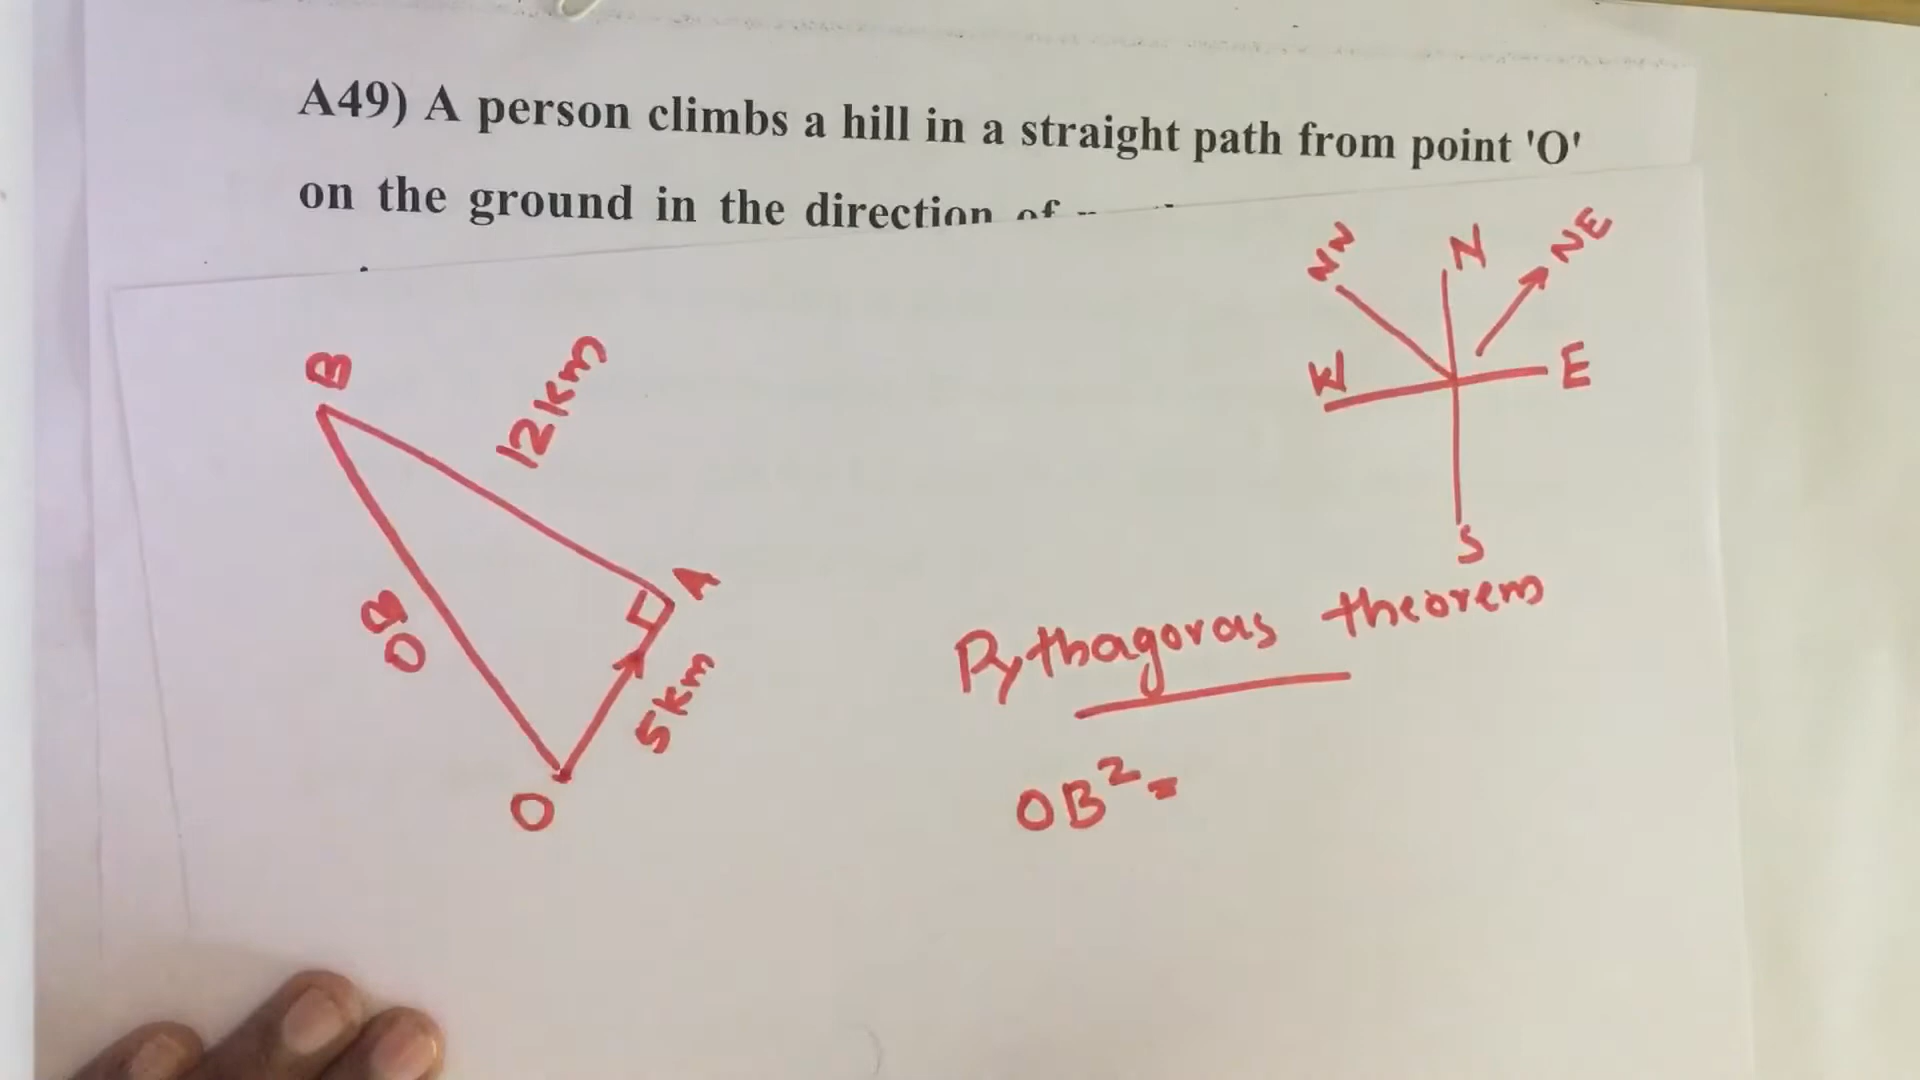 A49) A person climbs a hill in a straight path from point 'O'
on the ground in the direction of
NW
N
NE
W
E
S
B
12km
A
5km
O
Pythagoras theorem
OB²=